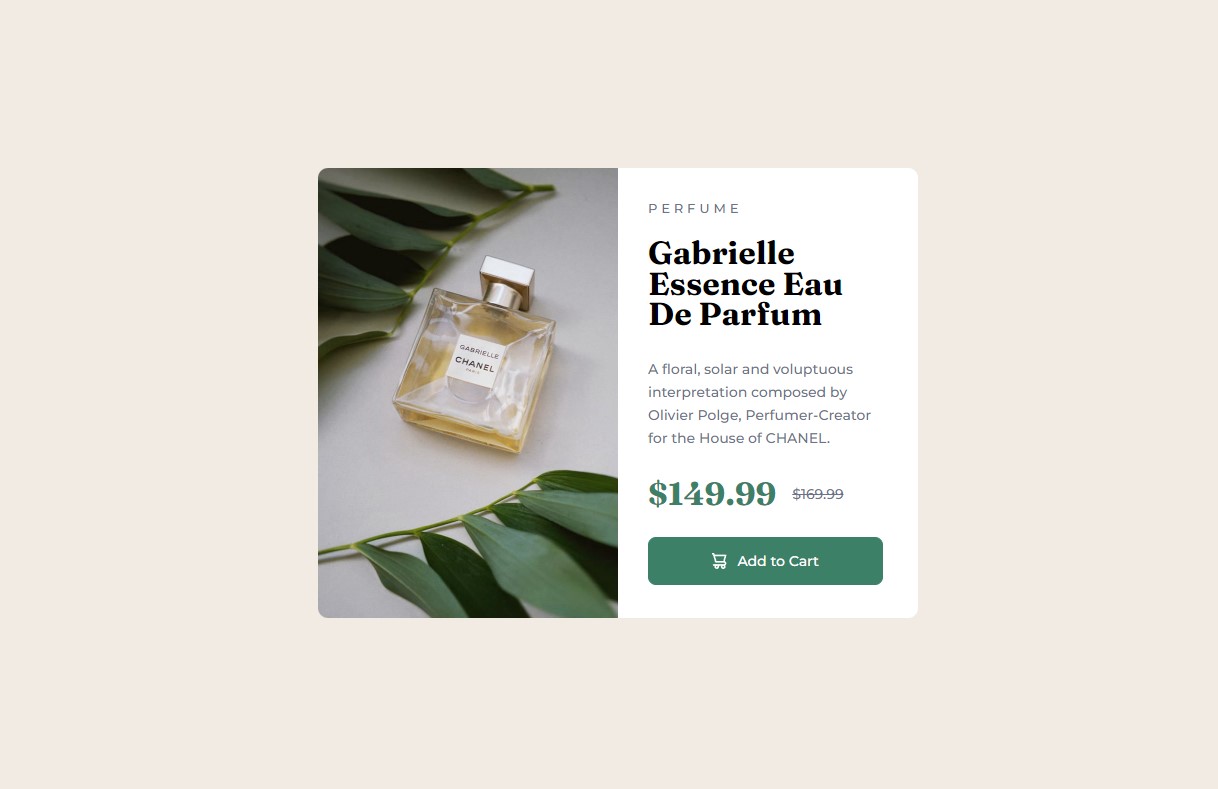 GABRIELLE
CHANEL
PARIS
PERFUME
Gabrielle
Essence Eau
De Parfum
A floral, solar and voluptuous
interpretation composed by
Olivier Polge, Perfumer-Creator
for the House of CHANEL.
$149.99 $169.99
Add to Cart